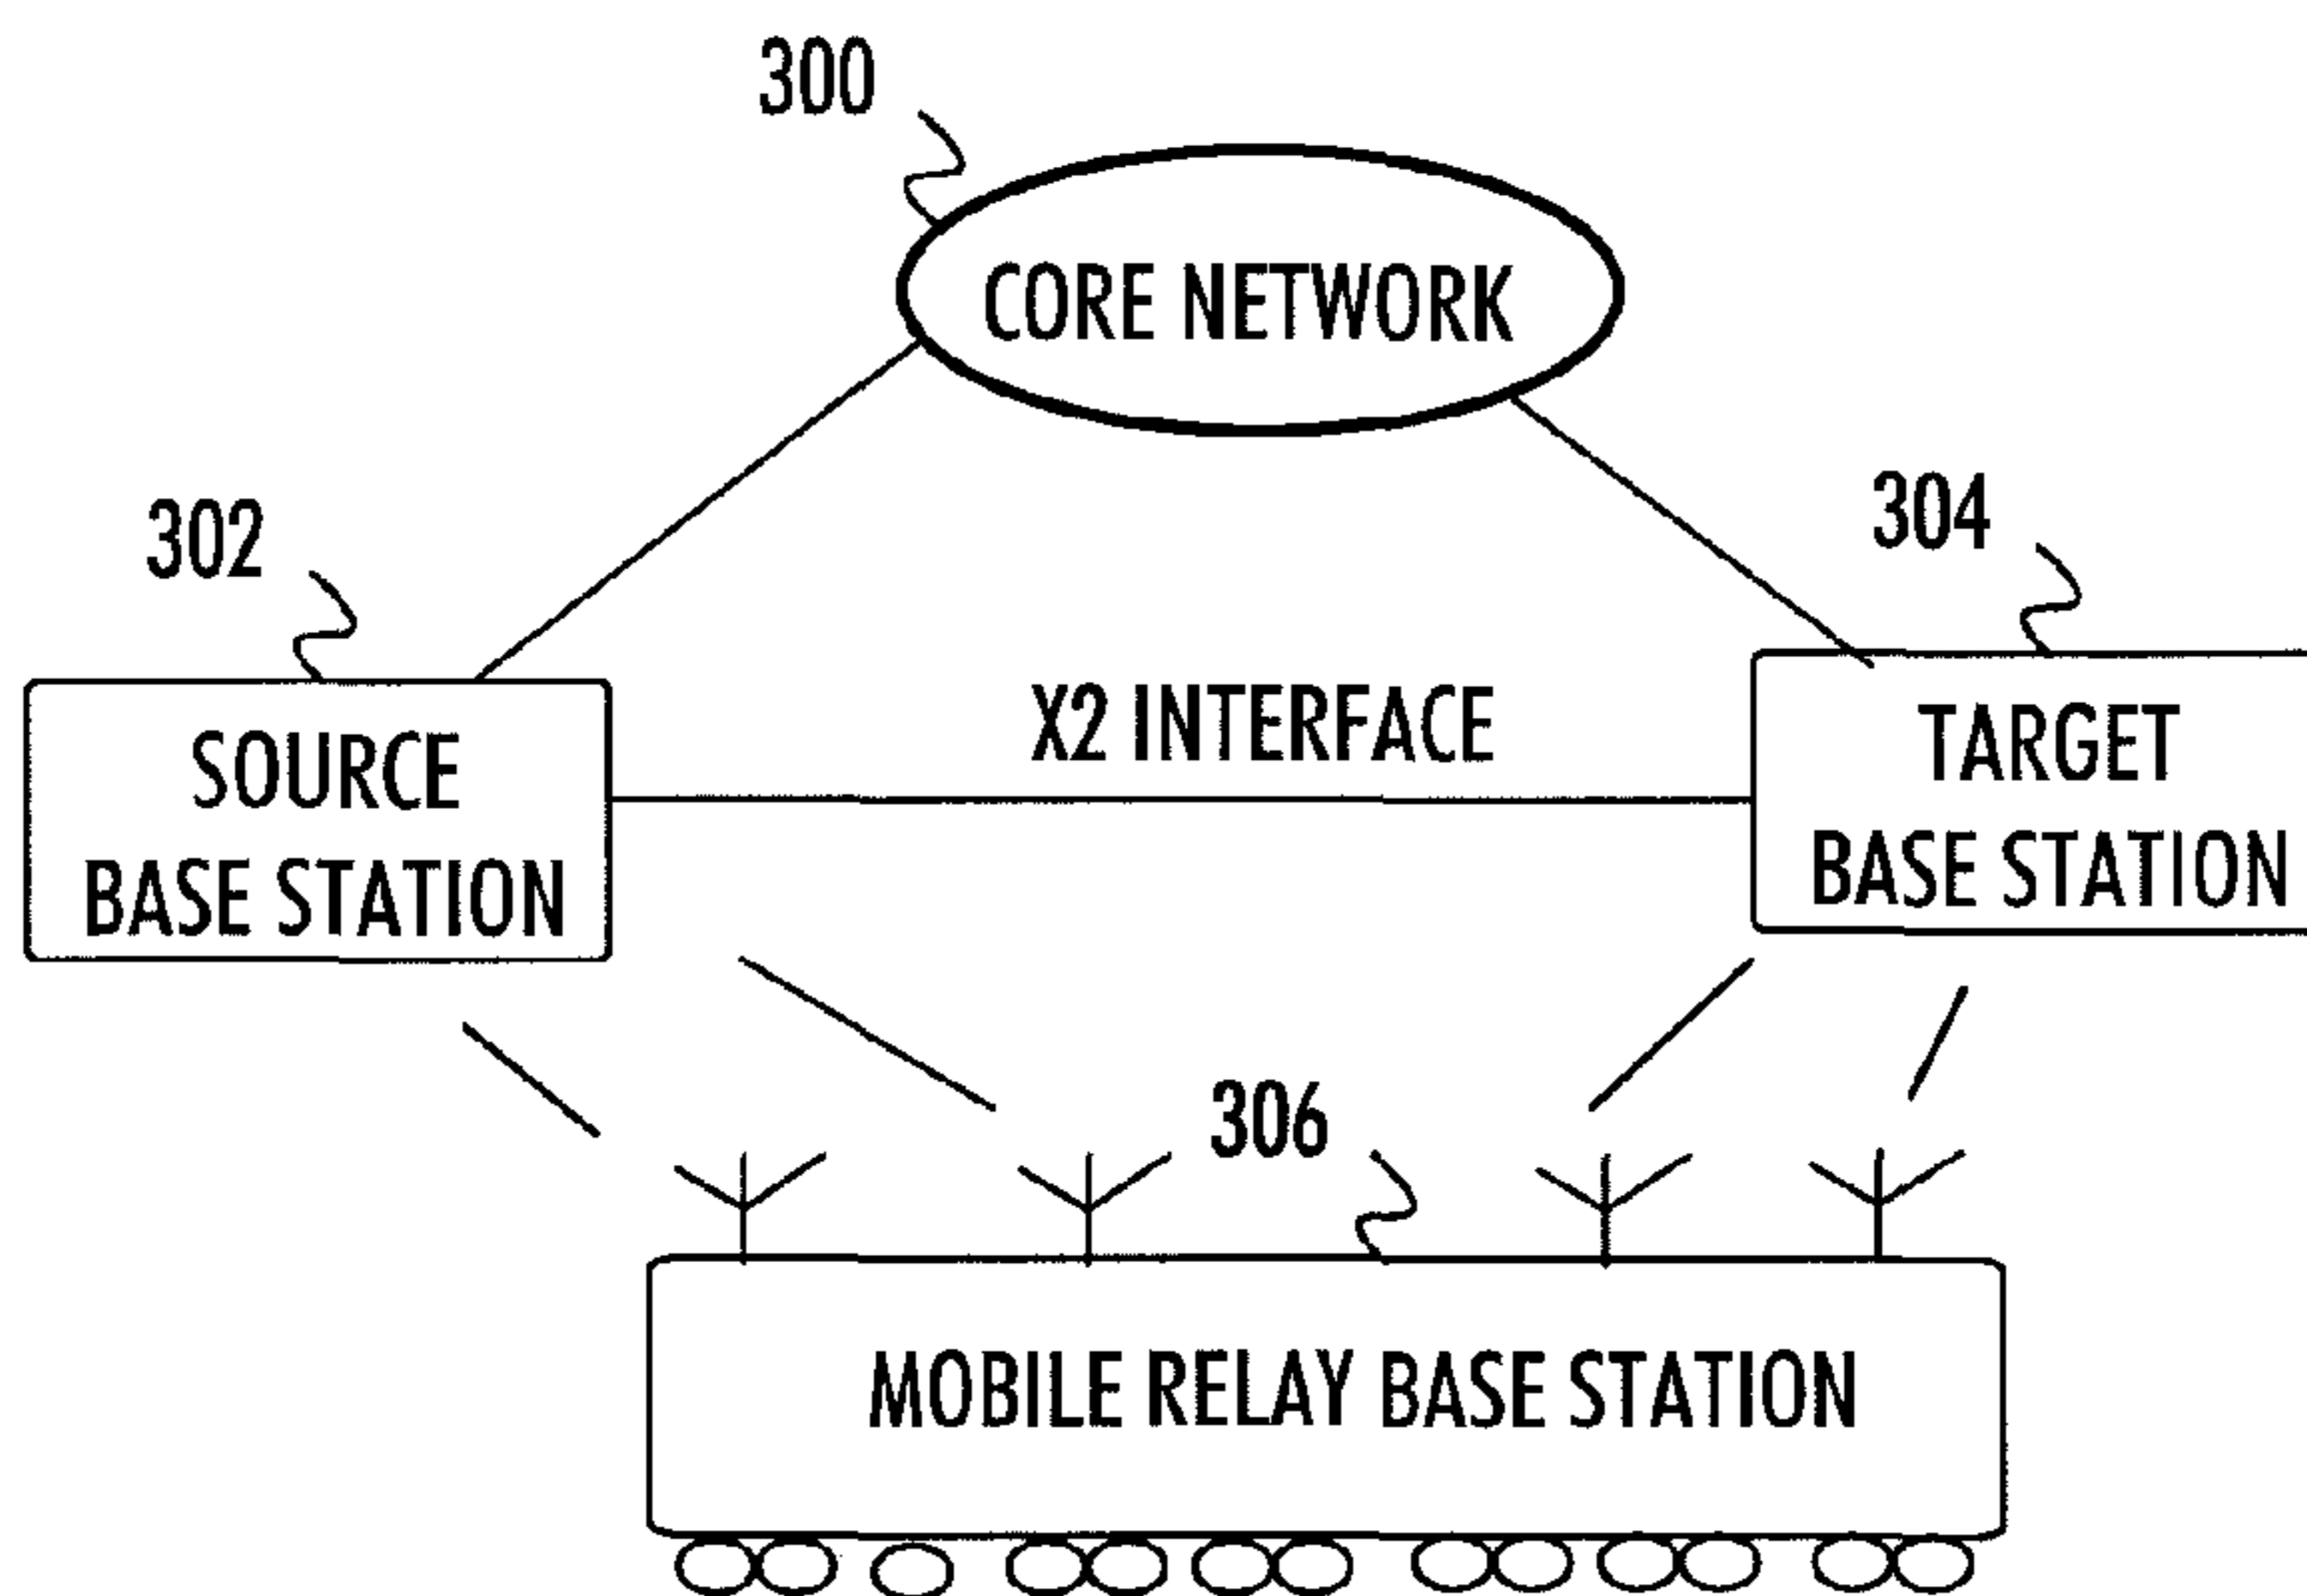 300
CORE NETWORK
302
304
SOURCE
BASE STATION
X2 INTERFACE
TARGET
BASE STATION
306
MOBILE RELAY BASE STATION